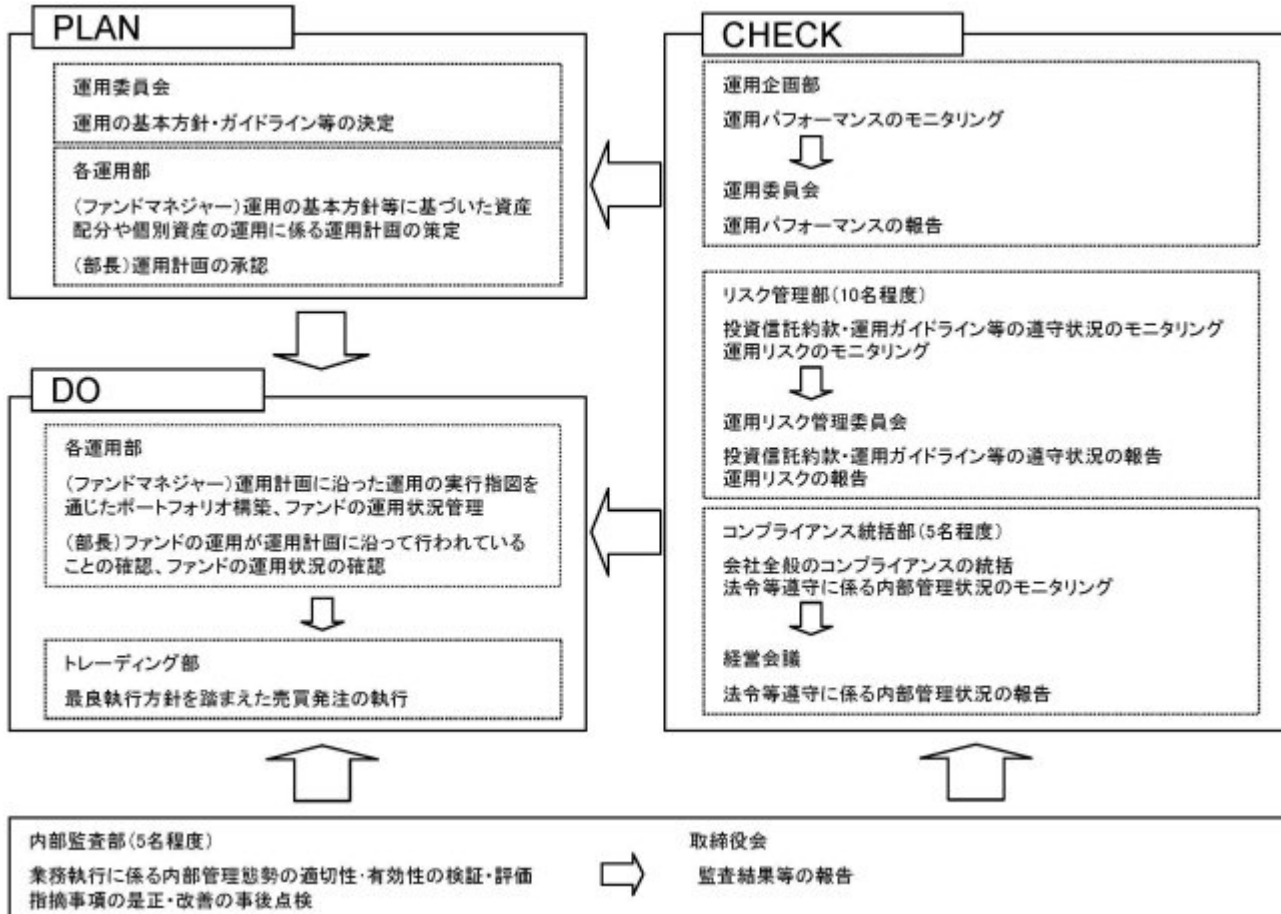 PLAN
運用委員会
運用の基本方針・ガイドライン等の決定
各運用部
(ファンドマネジャー)運用の基本方針等に基づいた資産
配分や個別資産の運用に係る運用計画の策定
(部長)運用計画の承認
DO
各運用部
(ファンドマネジャー)運用計画に沿った運用の実行指図を
通じたポートフォリオ構築、ファンドの運用状況管理
(部長)ファンドの運用が運用計画に沿って行われている
ことの確認、ファンドの運用状況の確認
トレーディング部
最良執行方針を踏まえた売買発注の執行
CHECK
運用企画部
運用パフォーマンスのモニタリング
運用委員会
運用パフォーマンスの報告
リスク管理部(10名程度)
投資信託約款・運用ガイドライン等の遵守状況のモニタリング
運用リスクのモニタリング
運用リスク管理委員会
投資信託約款・運用ガイドライン等の遵守状況の報告
運用リスクの報告
コンプライアンス統括部(5名程度)
会社全般のコンプライアンスの統括
法令等遵守に係る内部管理状況のモニタリング
経営会議
法令等遵守に係る内部管理状況の報告
内部監査部(5名程度)
業務執行に係る内部管理態勢の適切性・有効性の検証・評価
指摘事項の是正・改善の事後点検
取締役会
監査結果等の報告